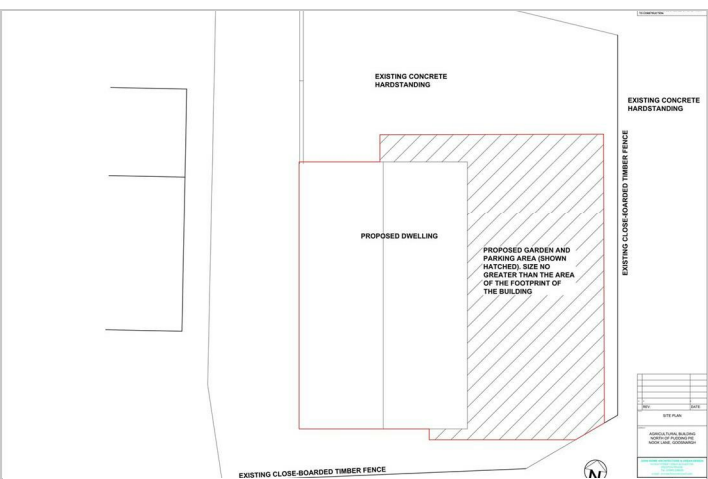 EXISTING CONCRETE
HARDSTANDING
EXISTING CONCRETE
HARDSTANDING
EXISTING CLOSE-BOARDED TIMBER FENCE
PROPOSED DWELLING
PROPOSED GARDEN AND
PARKING AREA (SHOWN
HATCHED). SIZE NO
GREATER THAN THE AREA
OF THE FOOTPRINT OF
THE BUILDING
EXISTING CLOSE-BOARDED TIMBER FENCE
N
REV
DATE
SITE PLAN
AGRICULTURAL BUILDING
NORTH OF PUDDING PIE
NOOK LANE, GOOSNARGH